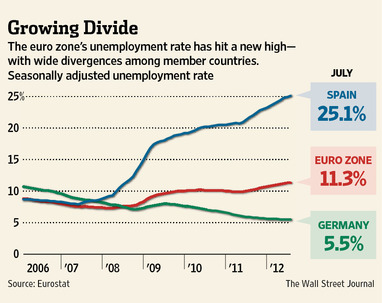 Growing Divide
The euro zone's unemployment rate has hit a new high—
with wide divergences among member countries.
Seasonally adjusted unemployment rate
JULY
25%
SPAIN
25.1%
20
15
EURO ZONE
11.3%
10
5
GERMANY
5.5%
0
2006 '07 '08 '09 '10 '11 '12
Source: Eurostat
The Wall Street Journal